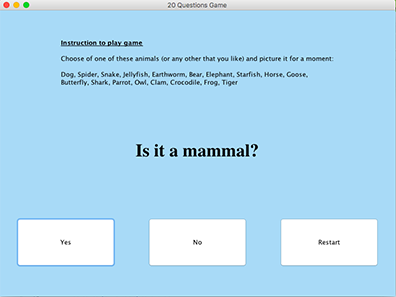 20 Questions Game
Instruction to play game
Choose of one of these animals (or any other that you like) and picture it for a moment:
Dog, Spider, Snake, Jellyfish, Earthworm, Bear, Elephant, Starfish, Horse, Goose,
Butterfly, Shark, Parrot, Owl, Clam, Crocodile, Frog, Tiger
Is it a mammal?
Yes
No
Restart